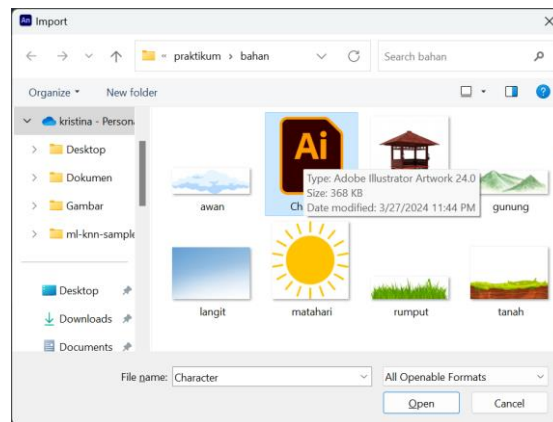 An Import
praktikum > bahan
Search bahan
Organize
New folder
kristina - Person
Desktop
Dokumen
Gambar
ml-knn-sample
Desktop
Downloads
Documents
Ai
Type: Adobe Illustrator Artwork 24.0
Size: 368 KB
Date modified: 3/27/2024 11:44 PM
awan
Ch
gunung
langit
matahari
rumput
tanah
File name: Character
All Openable Formats
Open
Cancel